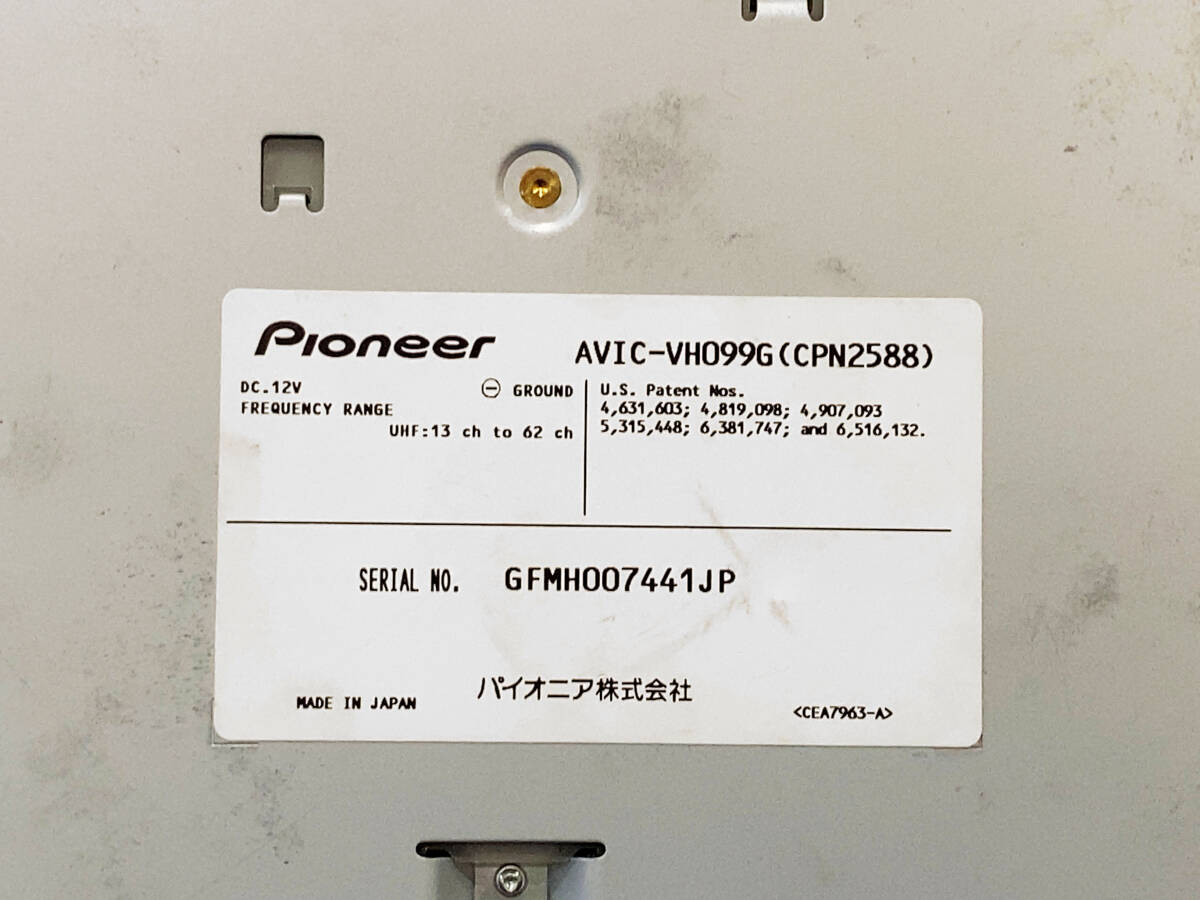 Pioneer
AVIC-VH099G(CPN2588)
DC.12V
⊖ GROUND
FREQUENCY RANGE
UHF:13 ch to 62 ch
U.S. Patent Nos.
4,631,603; 4,819,098; 4,907,093
5,315,448; 6,381,747; and 6,516,132.
SERIAL NO. GFMH007441JP
MADE IN JAPAN
パイオニア株式会社
<CEA7963-A>